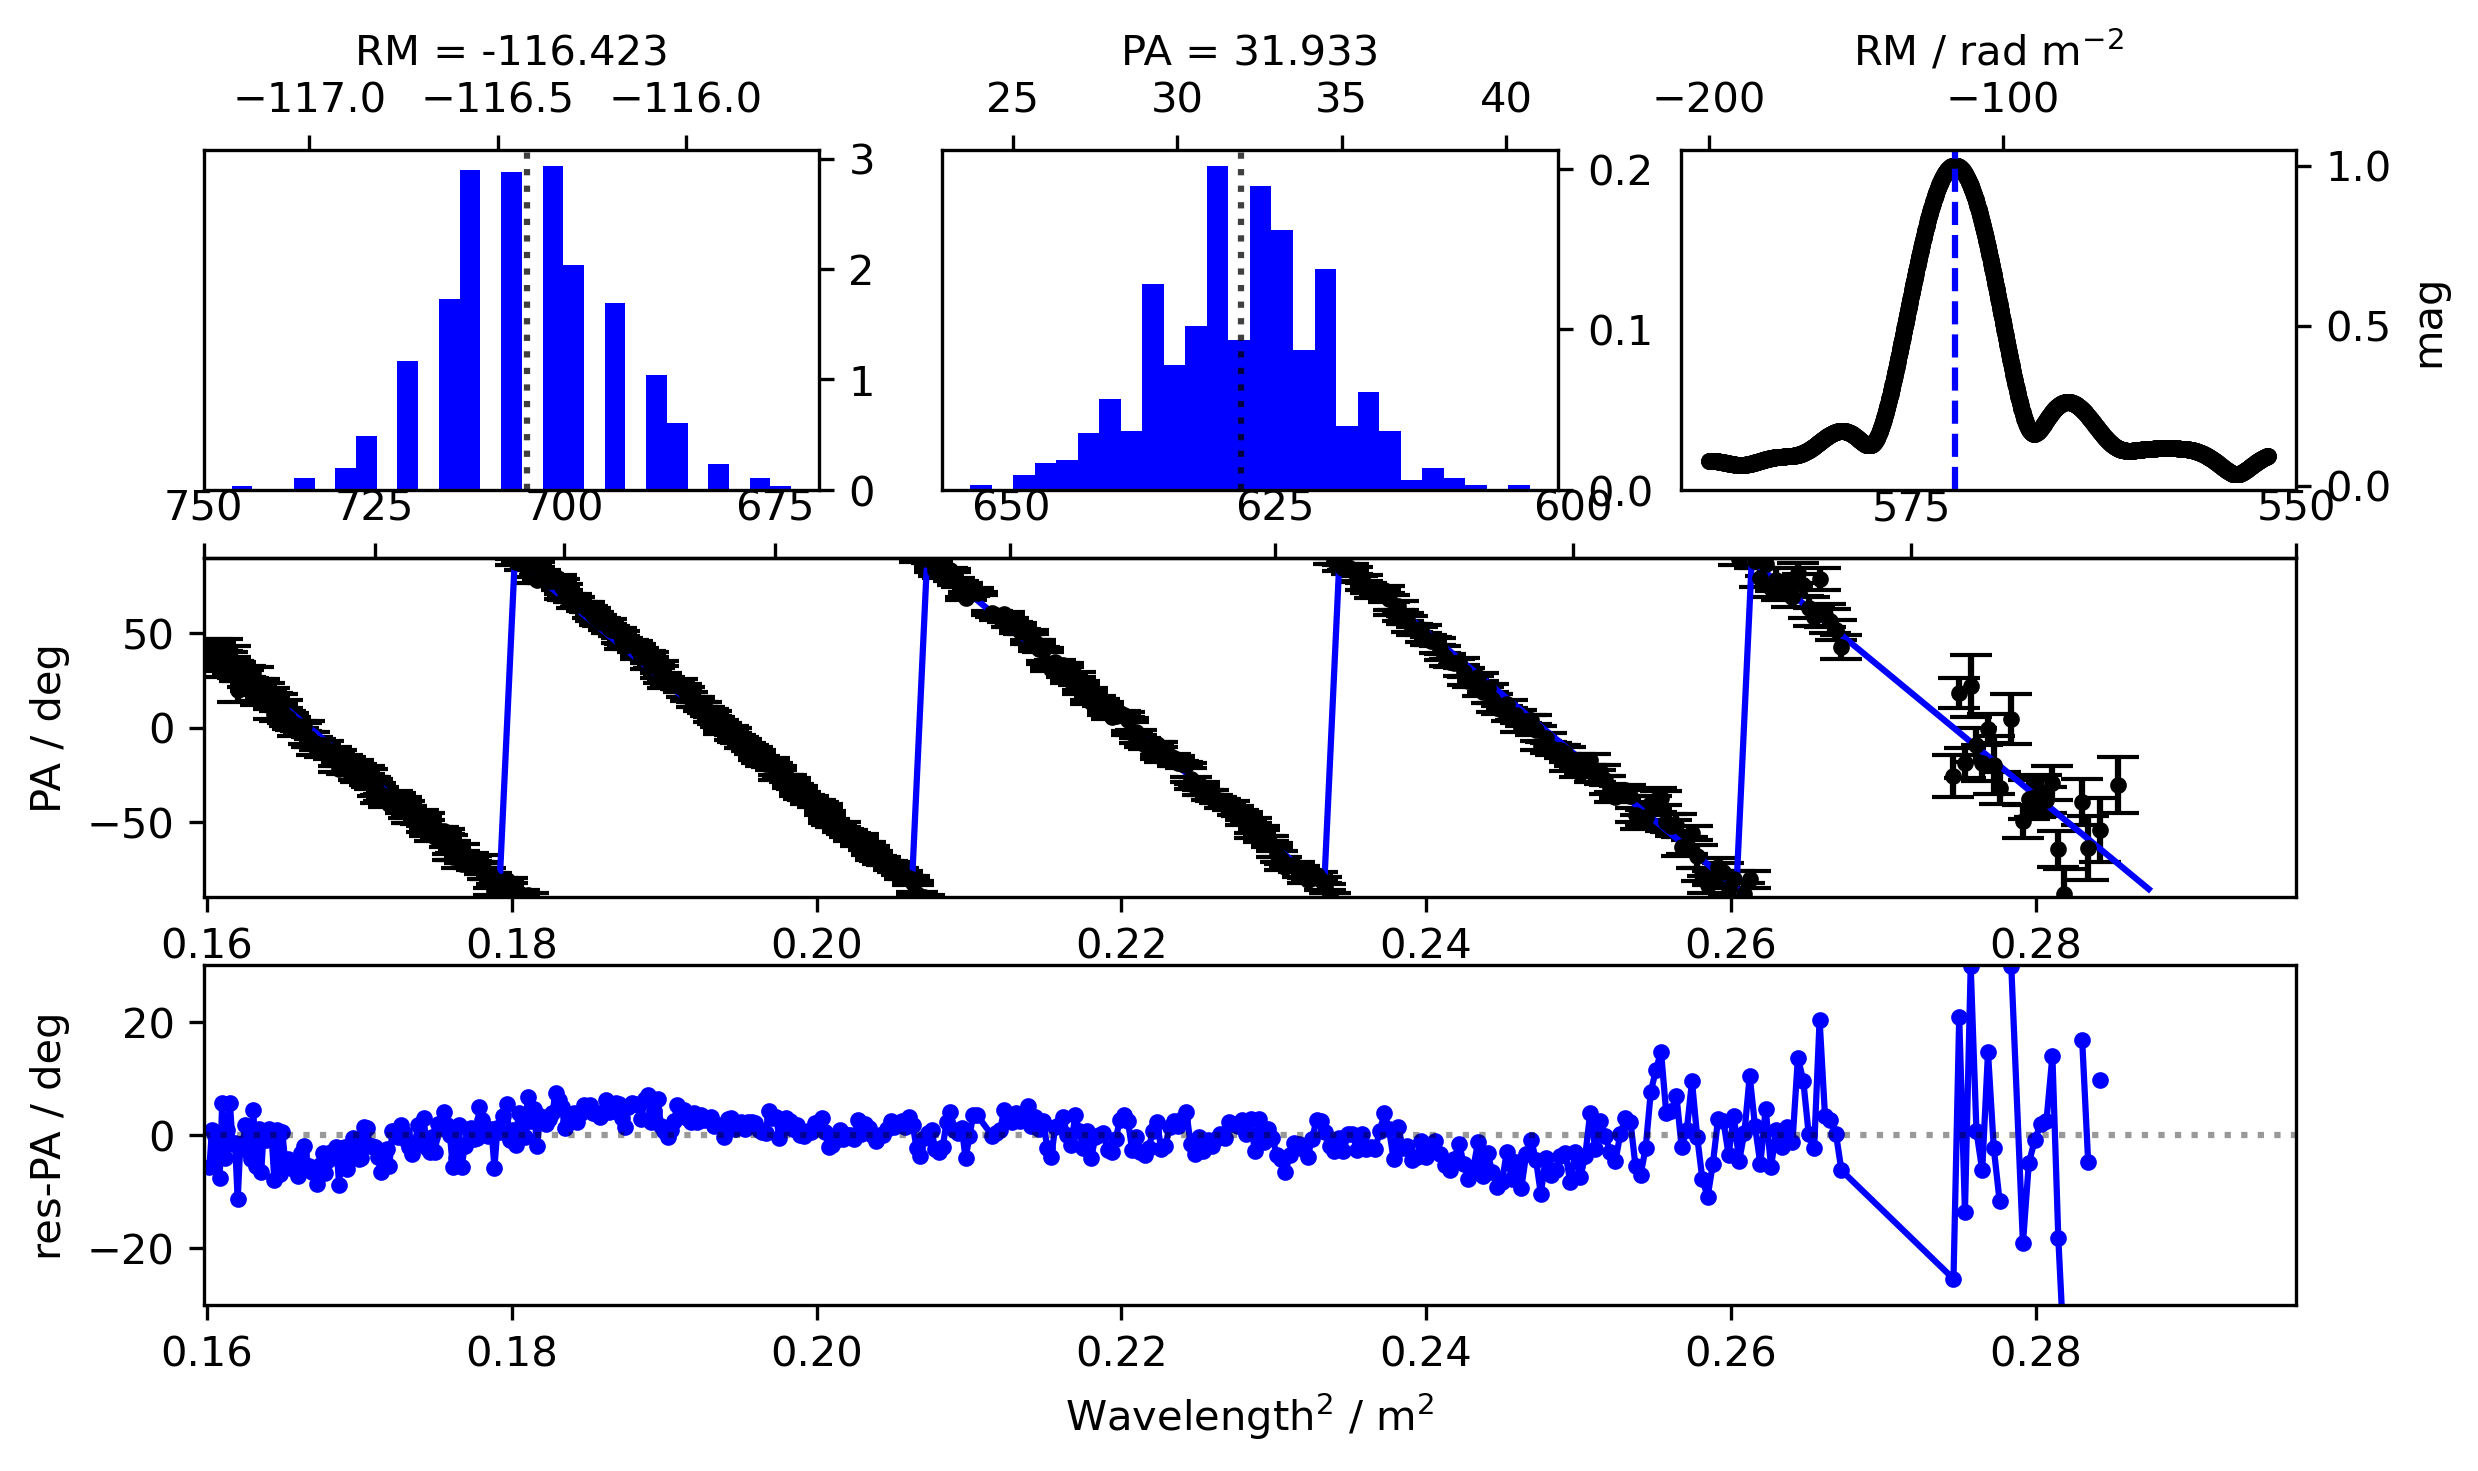 RM = -116.423
PA = 31.933
RM / rad m⁻²
−117.0 −116.5 −116.0
25 30 35 40
−200 −100
3
2
1
0
0.2
0.1
0.0
1.0
0.5
0.0
mag
750 725 700 675 650 625 600 575 550
PA / deg
50
0
−50
0.16 0.18 0.20 0.22 0.24 0.26 0.28
res-PA / deg
20
0
−20
0.16 0.18 0.20 0.22 0.24 0.26 0.28
Wavelength² / m²